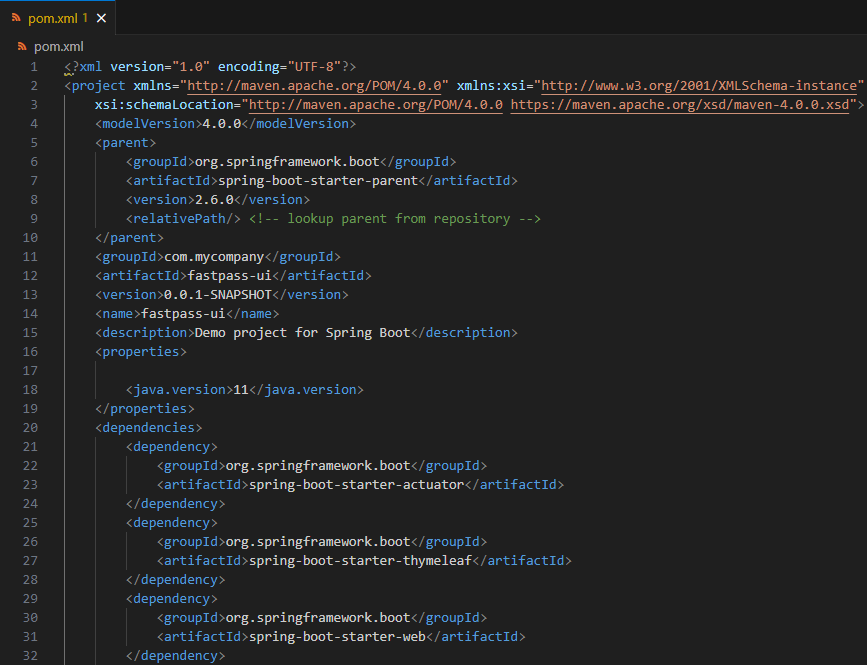 pom.xml 1 ×
pom.xml
1 <?xml version="1.0" encoding="UTF-8"?>
2 <project xmlns="http://maven.apache.org/POM/4.0.0" xmlns:xsi="http://www.w3.org/2001/XMLSchema-instance"
3     xsi:schemaLocation="http://maven.apache.org/POM/4.0.0 https://maven.apache.org/xsd/maven-4.0.0.xsd">
4     <modelVersion>4.0.0</modelVersion>
5     <parent>
6         <groupId>org.springframework.boot</groupId>
7         <artifactId>spring-boot-starter-parent</artifactId>
8         <version>2.6.0</version>
9         <relativePath/> <!-- lookup parent from repository -->
10     </parent>
11     <groupId>com.mycompany</groupId>
12     <artifactId>fastpass-ui</artifactId>
13     <version>0.0.1-SNAPSHOT</version>
14     <name>fastpass-ui</name>
15     <description>Demo project for Spring Boot</description>
16     <properties>
17
18         <java.version>11</java.version>
19     </properties>
20     <dependencies>
21         <dependency>
22             <groupId>org.springframework.boot</groupId>
23             <artifactId>spring-boot-starter-actuator</artifactId>
24         </dependency>
25         <dependency>
26             <groupId>org.springframework.boot</groupId>
27             <artifactId>spring-boot-starter-thymeleaf</artifactId>
28         </dependency>
29         <dependency>
30             <groupId>org.springframework.boot</groupId>
31             <artifactId>spring-boot-starter-web</artifactId>
32         </dependency>